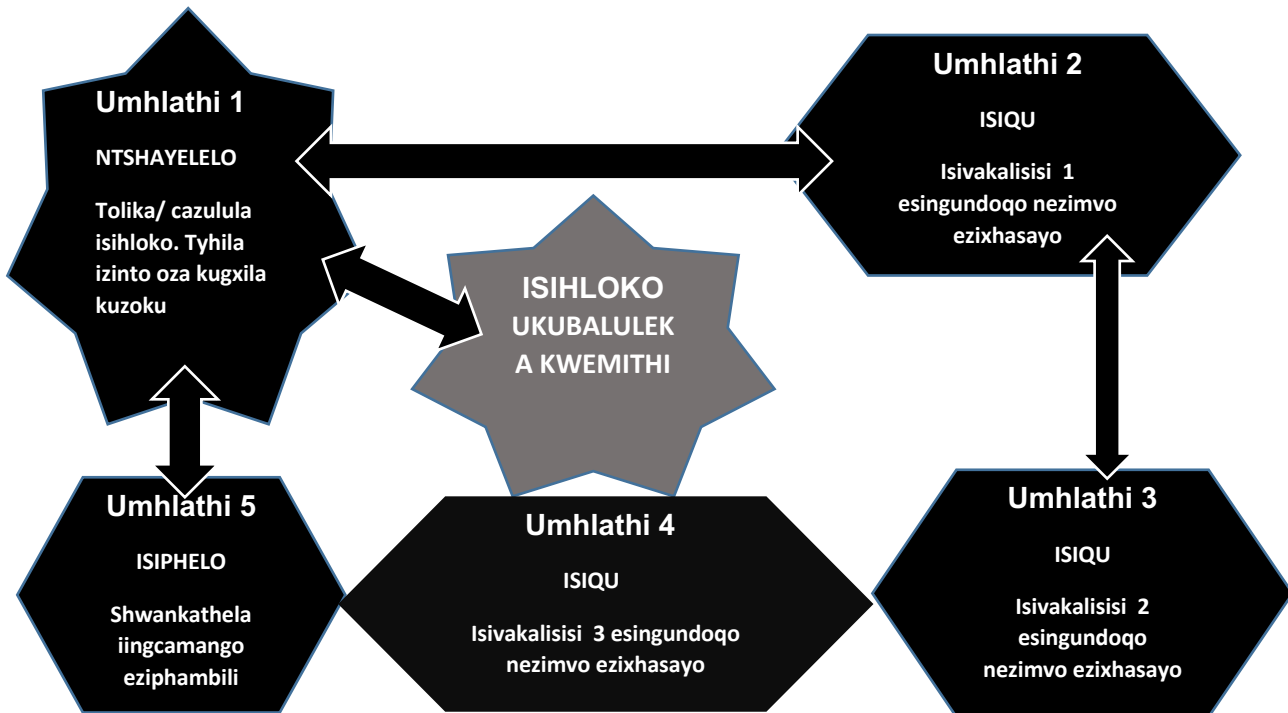 Umhlathi 1
NTSHAYELELO
Tolika/ cazulula
isihloko. Tyhila
izinto oza kugxila
kuzoku
Umhlathi 2
ISIQU
Isivakalisisi 1
esingundoqo nezimvo
ezixhasayo
ISIHLOKO
UKUBALULEK
A KWEMITHI
Umhlathi 3
ISIQU
Isivakalisisi 2
esingundoqo
nezimvo ezixhasayo
Umhlathi 4
ISIQU
Isivakalisisi 3 esingundoqo
nezimvo ezixhasayo
Umhlathi 5
ISIPHELO
Shwankathela
iingcamango
eziphambili